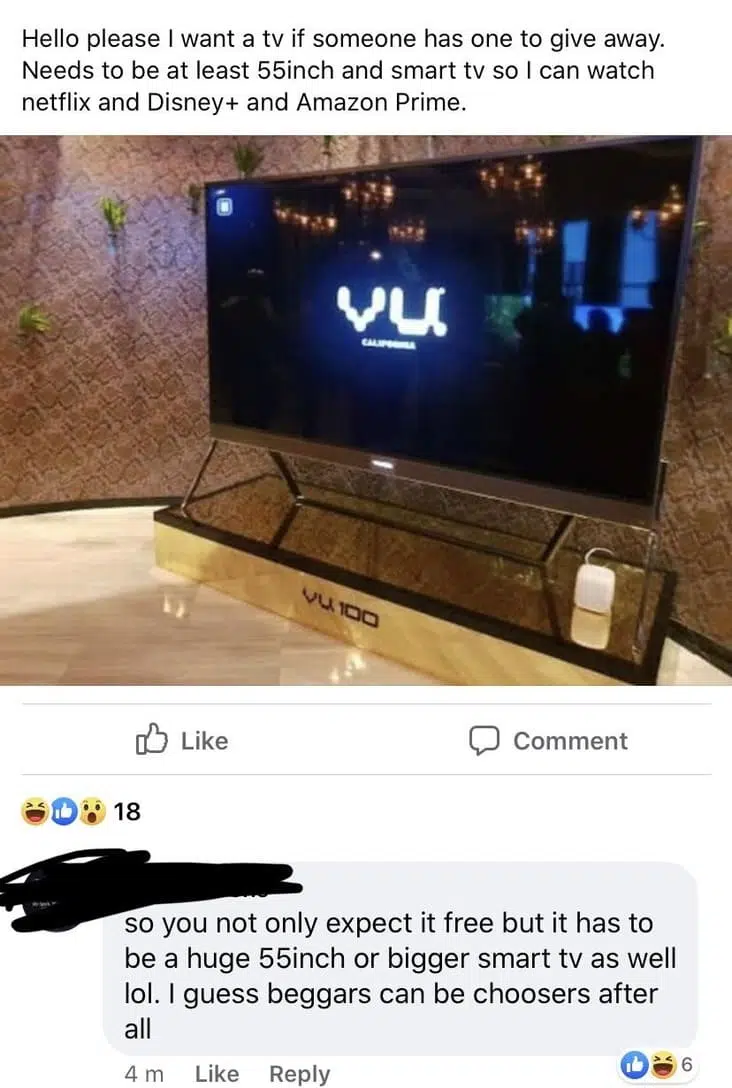 Hello please I want a tv if someone has one to give away.
Needs to be at least 55inch and smart tv so I can watch
netflix and Disney+ and Amazon Prime.
vu
CALIFORNIA
VU 100
Like
Comment
18
so you not only expect it free but it has to
be a huge 55inch or bigger smart tv as well
lol. I guess beggars can be choosers after
all
4 m Like Reply
6